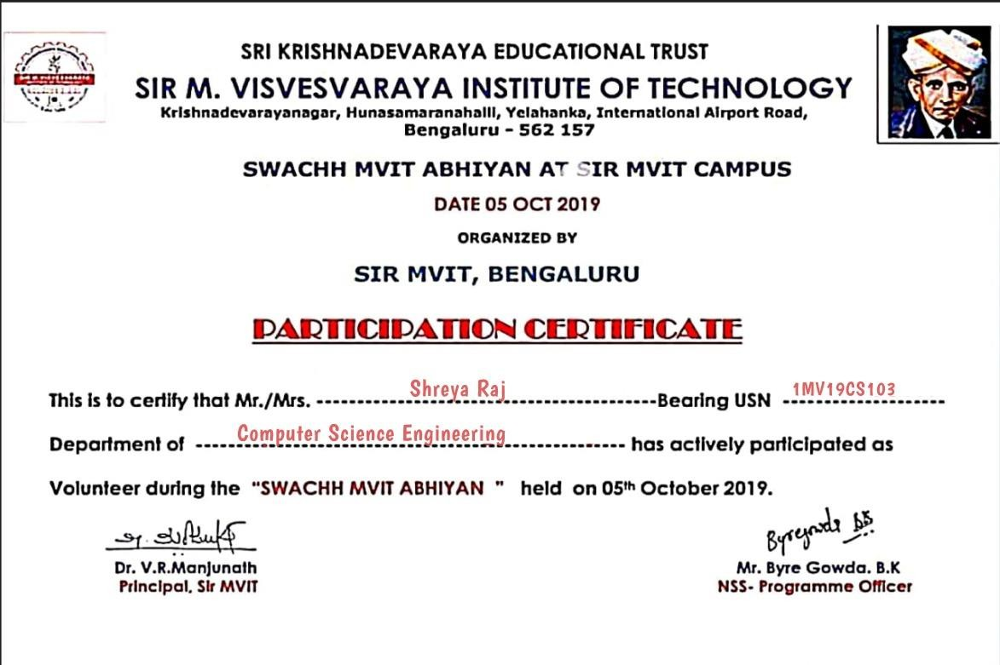 SRI KRISHNADEVARAYA EDUCATIONAL TRUST
SIR M. VISVESVARAYA INSTITUTE OF TECHNOLOGY
Krishnadevarayanagar, Hunasamaranahalli, Yelahanka, International Airport Road,
Bengaluru - 562 157
SWACHH MVIT ABHIYAN AT SIR MVIT CAMPUS
DATE 05 OCT 2019
ORGANIZED BY
SIR MVIT, BENGALURU
PARTICIPATION CERTIFICATE
This is to certify that Mr./Mrs. Shreya Raj Bearing USN 1MV19CS103
Department of Computer Science Engineering has actively participated as
Volunteer during the "SWACHH MVIT ABHIYAN " held on 05th October 2019.
Byregowda BK
Dr. V.R.Manjunath
Principal, Sir MVIT
Mr. Byre Gowda. B.K
NSS- Programme Officer